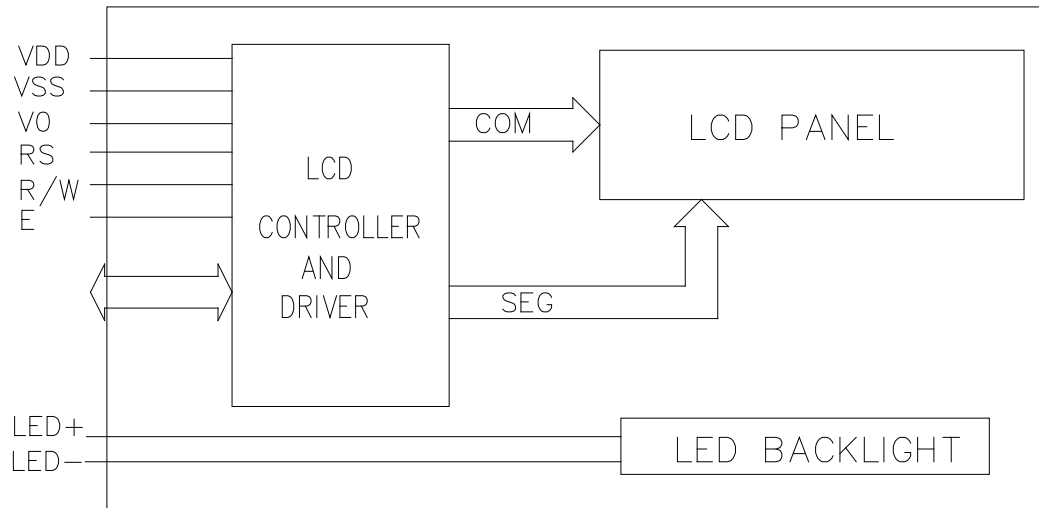 VDD
VSS
VO
RS
R/W
E
LCD
CONTROLLER
AND
DRIVER
COM
SEG
LCD PANEL
LED+
LED-
LED BACKLIGHT